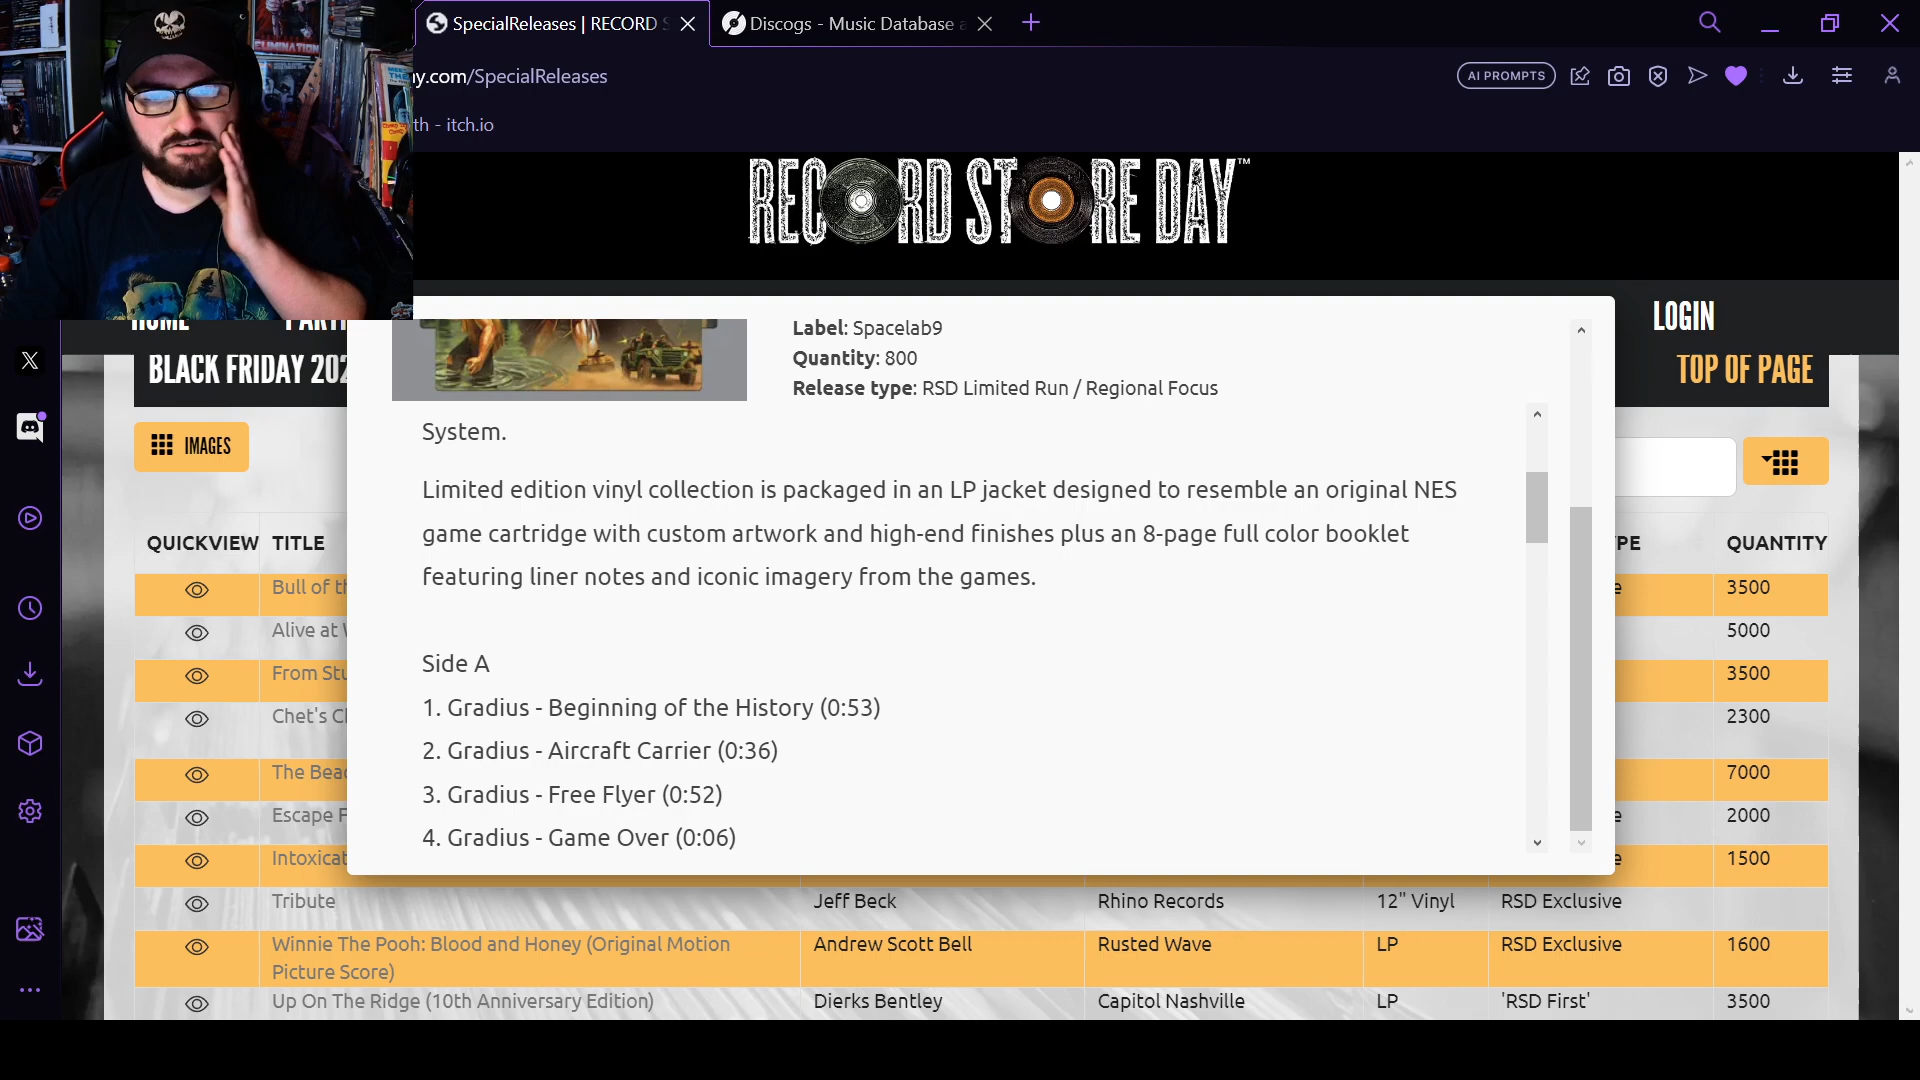 SpecialReleases | RECORD S
Discogs - Music Database a
y.com/SpecialReleases
AI PROMPTS
th - itch.io
RECORD STORE DAY™
HOME
LOGIN
BLACK FRIDAY 202
TOP OF PAGE
IMAGES
Label: Spacelab9
Quantity: 800
Release type: RSD Limited Run / Regional Focus
System.
Limited edition vinyl collection is packaged in an LP jacket designed to resemble an original NES
game cartridge with custom artwork and high-end finishes plus an 8-page full color booklet
featuring liner notes and iconic imagery from the games.
Side A
1. Gradius - Beginning of the History (0:53)
2. Gradius - Aircraft Carrier (0:36)
3. Gradius - Free Flyer (0:52)
4. Gradius - Game Over (0:06)
QUICKVIEW TITLE PE QUANTITY
Bull of th e 3500
Alive at 5000
From Stu 3500
Chet's Ch 2300
The Bea 7000
Escape F e 2000
Intoxicat e 1500
Tribute Jeff Beck Rhino Records 12" Vinyl RSD Exclusive
Winnie The Pooh: Blood and Honey (Original Motion Andrew Scott Bell Rusted Wave LP RSD Exclusive 1600
Picture Score)
Up On The Ridge (10th Anniversary Edition) Dierks Bentley Capitol Nashville LP 'RSD First' 3500